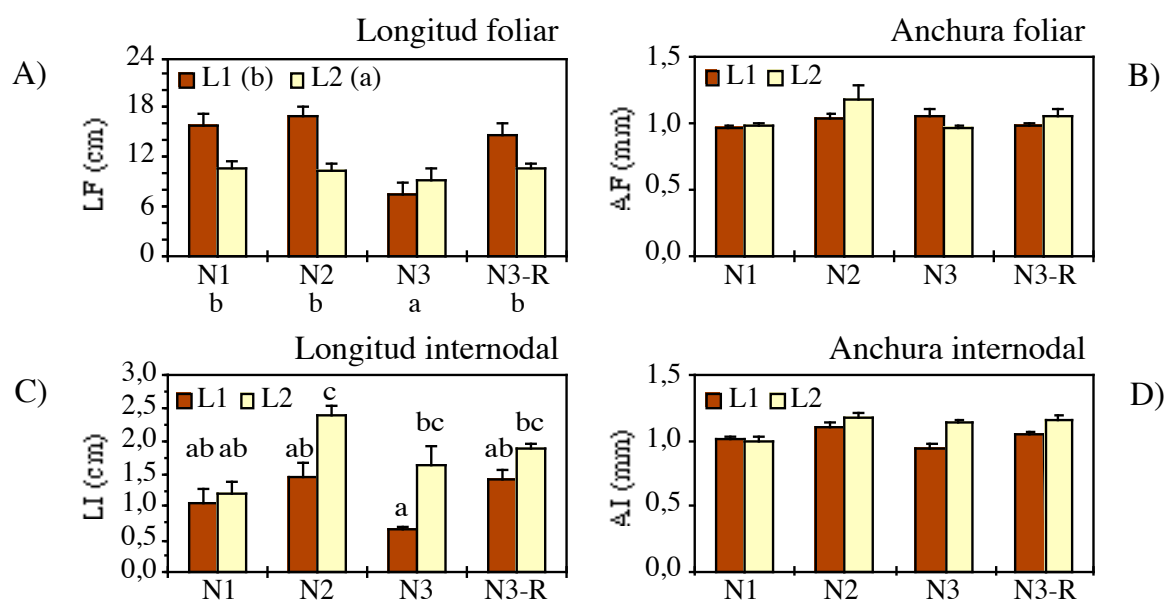 A)
Longitud foliar
24
18
12
6
0
LF (cm)
L1 (b) L2 (a)
N1 N2 N3 N3-R
b b a b
Anchura foliar
B)
1,5
1,0
0,5
0,0
AF (mm)
L1 L2
N1 N2 N3 N3-R
C)
Longitud internodal
3,0
2,5
2,0
1,5
1,0
0,5
0,0
LI (cm)
L1 L2
ab ab ab c a bc ab bc
N1 N2 N3 N3-R
Anchura internodal
D)
1,5
1,0
0,5
0,0
AI (mm)
L1 L2
N1 N2 N3 N3-R